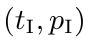 (t_I, p_I)